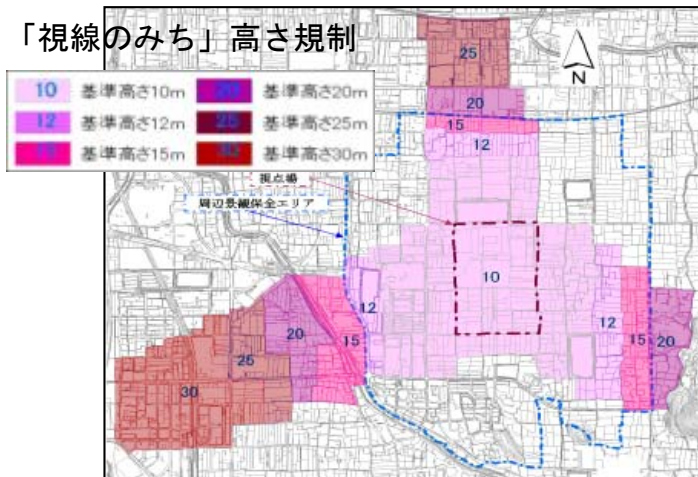 「視線のみち」高さ規制
10 基準高さ10m 20 基準高さ20m
12 基準高さ12m 25 基準高さ25m
15 基準高さ15m 30 基準高さ30m
N
25
20
15
12
視点場
周辺景観保全エリア
10
12
12
15
20
15
20
25
30